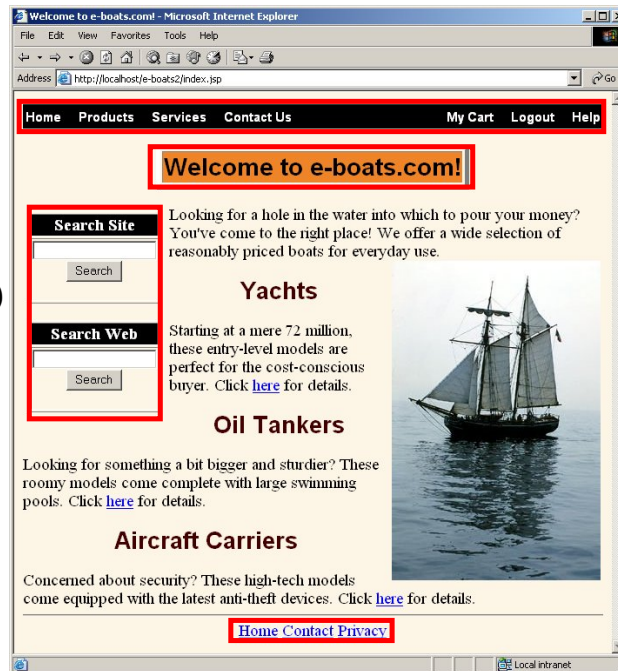 Welcome to e-boats.com! - Microsoft Internet Explorer
File Edit View Favorites Tools Help
Address http://localhost/e-boats2/index.jsp Go
Home Products Services Contact Us My Cart Logout Help
Welcome to e-boats.com!
Search Site
Search
Search Web
Search
Looking for a hole in the water into which to pour your money?
You've come to the right place! We offer a wide selection of
reasonably priced boats for everyday use.
Yachts
Starting at a mere 72 million,
these entry-level models are
perfect for the cost-conscious
buyer. Click here for details.
Oil Tankers
Looking for something a bit bigger and sturdier? These
roomy models come complete with large swimming
pools. Click here for details.
Aircraft Carriers
Concerned about security? These high-tech models
come equipped with the latest anti-theft devices. Click here for details.
Home Contact Privacy
Local intranet